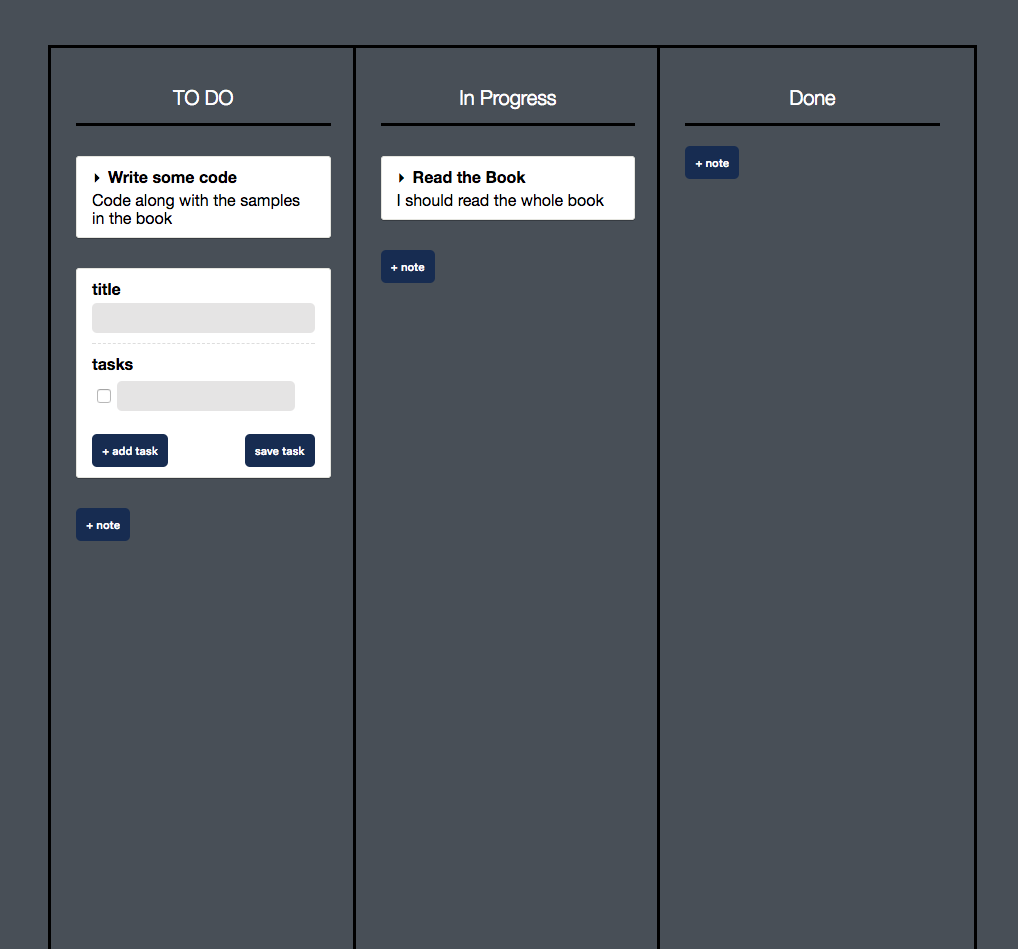 TO DO
Write some code
Code along with the samples
in the book
title
tasks
+ add task
save task
+ note
In Progress
Read the Book
I should read the whole book
+ note
Done
+ note